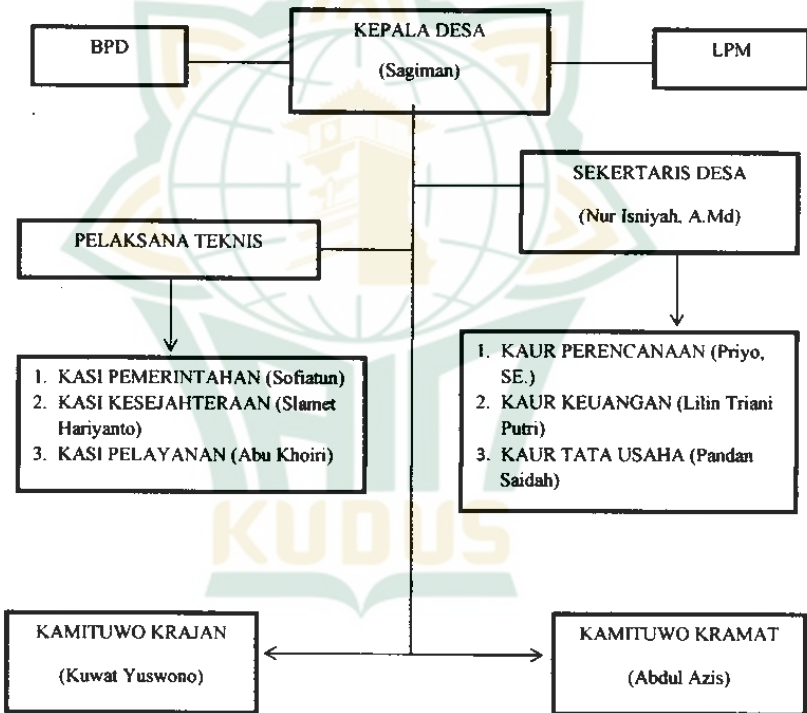 BPD
KEPALA DESA
(Sagiman)
LPM
SEKERTARIS DESA
(Nur Isniyah, A.Md)
PELAKSANA TEKNIS
1. KASI PEMERINTAHAN (Sofiatun)
2. KASI KESEJAHTERAAN (Slamet
Hariyanto)
3. KASI PELAYANAN (Abu Khoiri)
1. KAUR PERENCANAAN (Priyo,
SE.)
2. KAUR KEUANGAN (Lilin Triani
Putri)
3. KAUR TATA USAHA (Pandan
Saidah)
KUDUS
KAMITUWO KRAJAN
(Kuwat Yuswono)
KAMITUWO KRAMAT
(Abdul Azis)